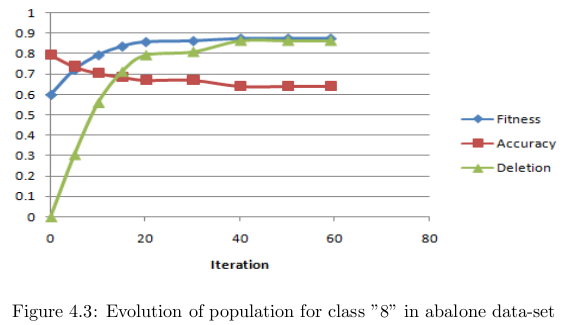 1
0.9
0.8
0.7
0.6
0.5
0.4
0.3
0.2
0.1
0
0 20 40 60 80
Iteration
Fitness
Accuracy
Deletion
Figure 4.3: Evolution of population for class ”8” in abalone data-set